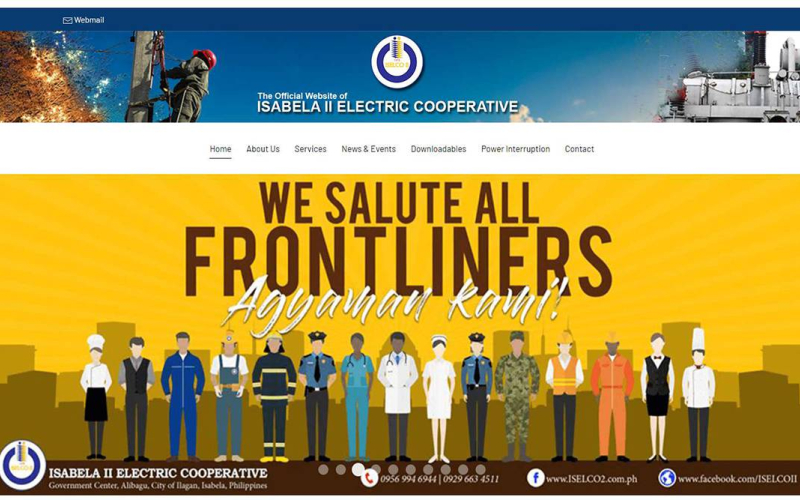 Webmail
ISELCO II
The Official Website of
ISABELA II ELECTRIC COOPERATIVE
Home About Us Services News & Events Downloadables Power Interruption Contact
WE SALUTE ALL
FRONTLINERS
Agyaman kami!
ISABELA II ELECTRIC COOPERATIVE
Government Center, Alibagu, City of Ilagan, Isabela, Philippines
0956 994 6944 | 0929 663 4511
www.ISELCO2.com.ph
www.facebook.com/ISELCOII